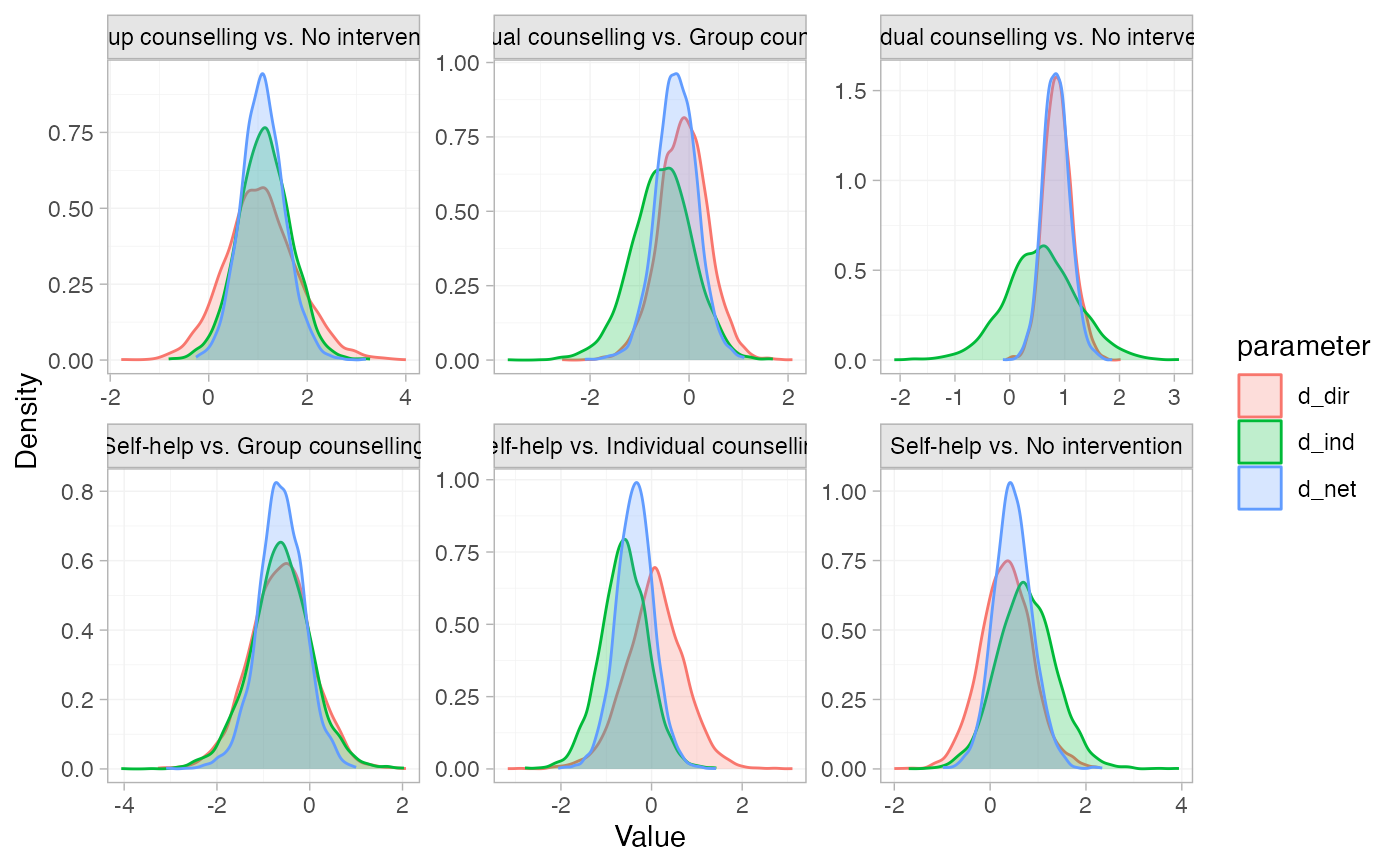 up counselling vs. No interven
ual counselling vs. Group coun
dual counselling vs. No interve
0.75
0.50
0.25
0.00
-2 0 2 4
1.00
0.75
0.50
0.25
0.00
-2 0 2
1.5
1.0
0.5
0.0
-2 -1 0 1 2 3
Density
Self-help vs. Group counselling
elf-help vs. Individual counsellin
Self-help vs. No intervention
0.8
0.6
0.4
0.2
0.0
-4 -2 0 2
1.00
0.75
0.50
0.25
0.00
-2 0 2
1.00
0.75
0.50
0.25
0.00
-2 0 2 4
Value
parameter
d_dir
d_ind
d_net